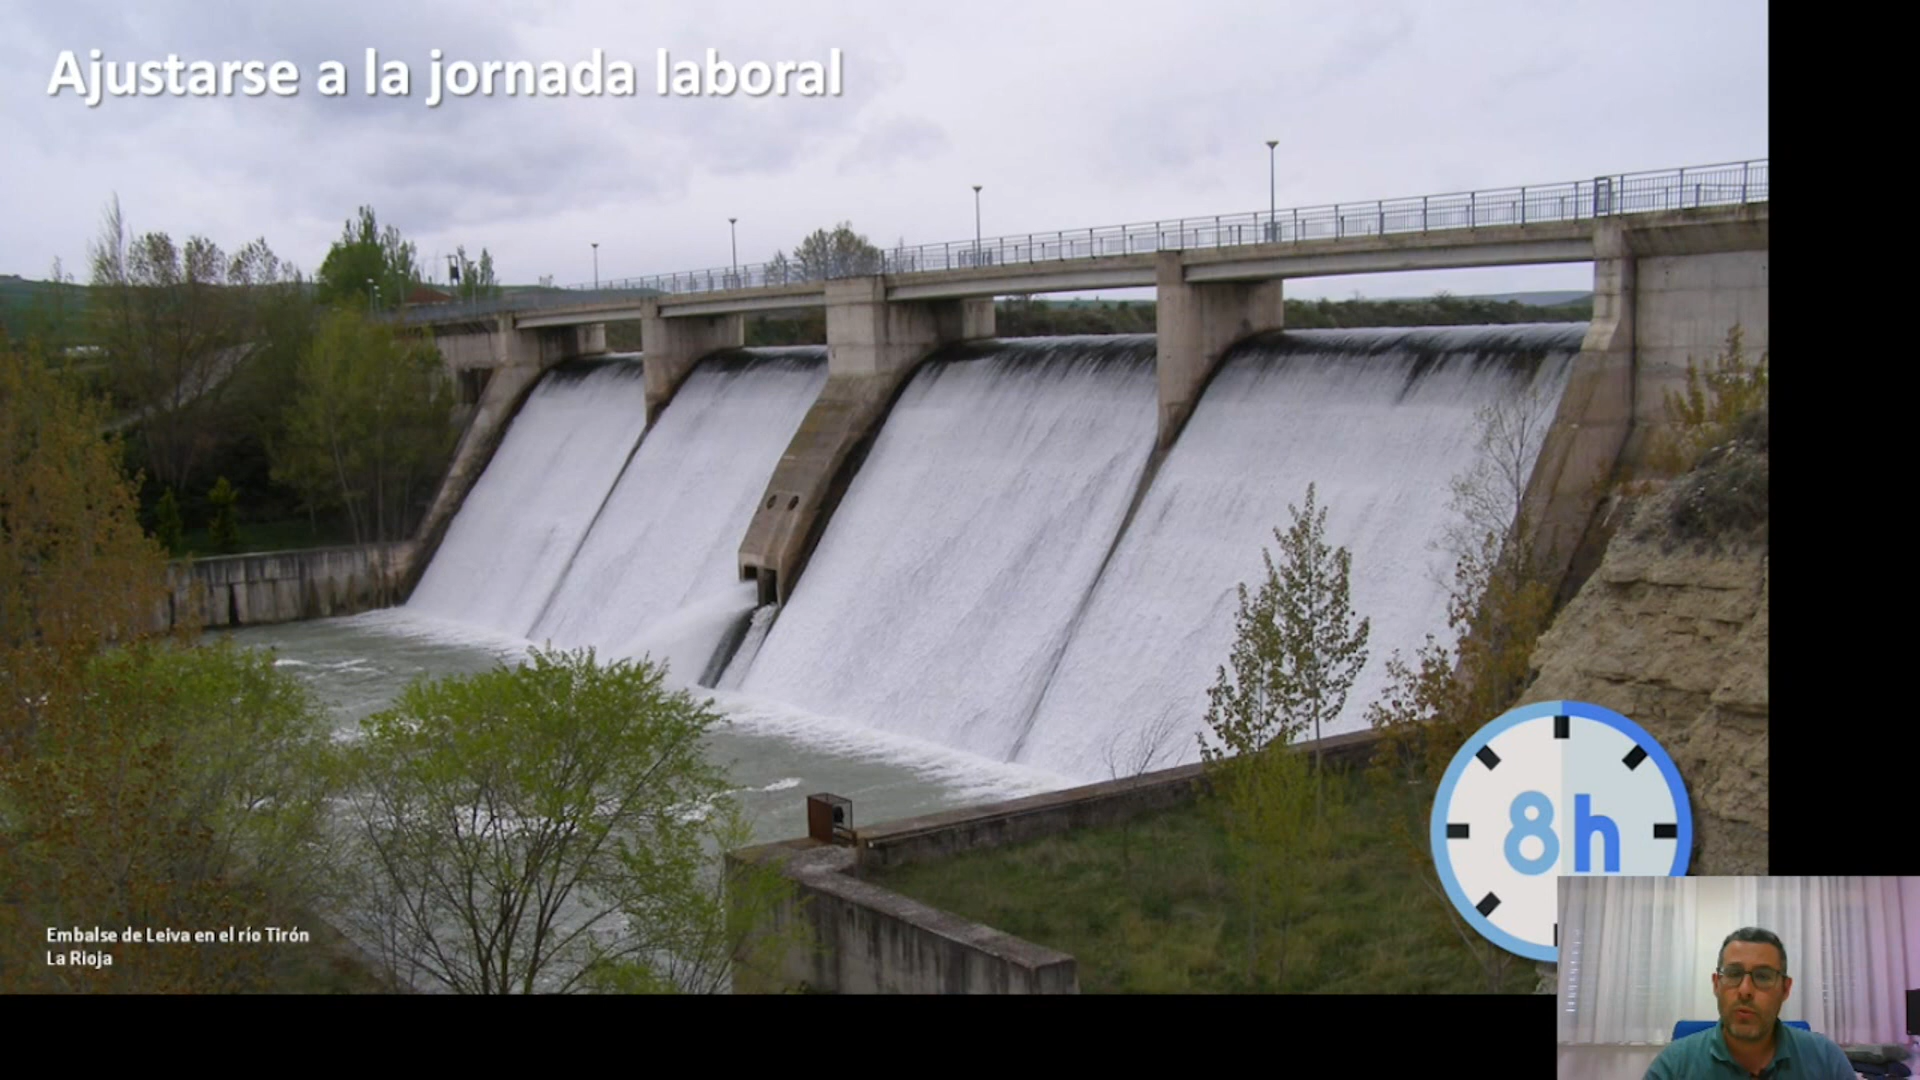 Ajustarse a la jornada laboral
8h
Embalse de Leiva en el río Tirón
La Rioja